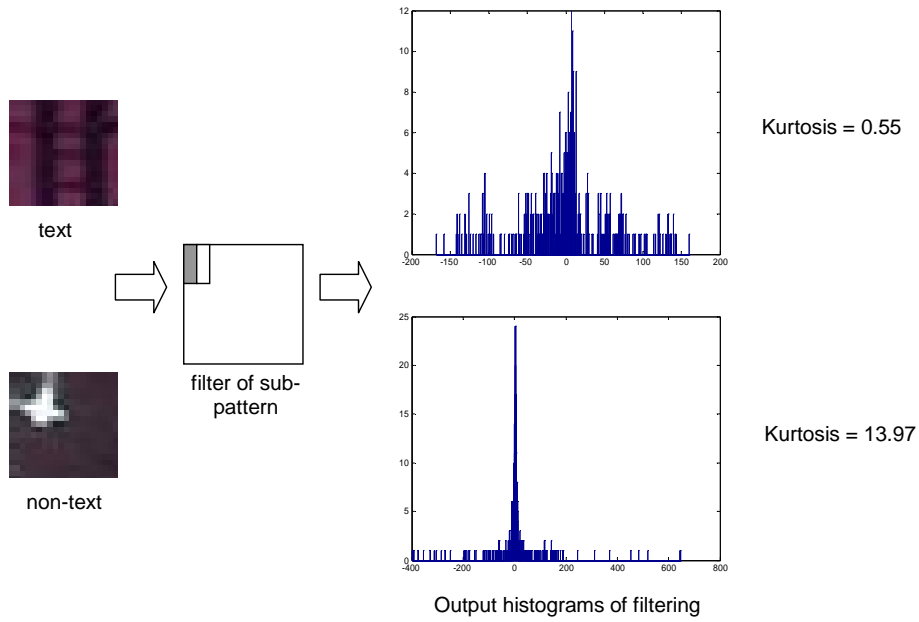 text
non-text
filter of sub-
pattern
12
10
8
6
4
2
0
-200 -150 -100 -50 0 50 100 150 200
Kurtosis = 0.55
25
20
15
10
5
0
-400 -200 0 200 400 600 800
Kurtosis = 13.97
Output histograms of filtering